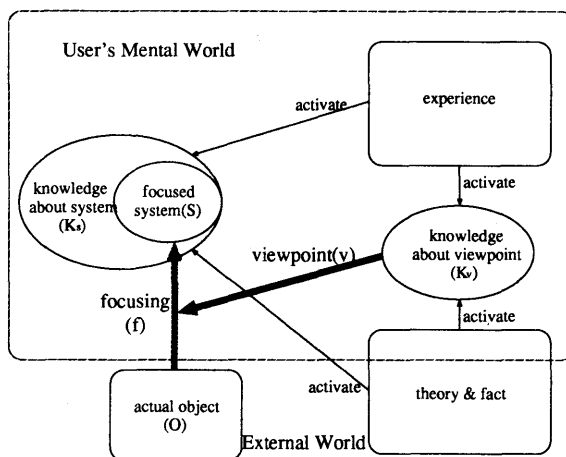 User's Mental World
experience
activate
activate
knowledge
about system
(Ks)
focused
system(S)
knowledge
about viewpoint
(Kv)
viewpoint(v)
focusing
(f)
activate
activate
theory & fact
actual object
(O)
External World